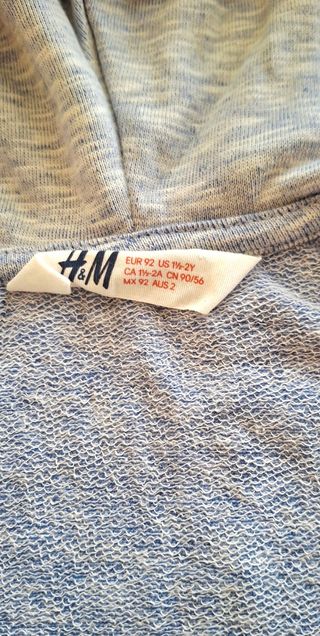 H&M
EUR 92 US 1½-2Y
CA 1½-2A CN 90/56
MX 92 AUS 2